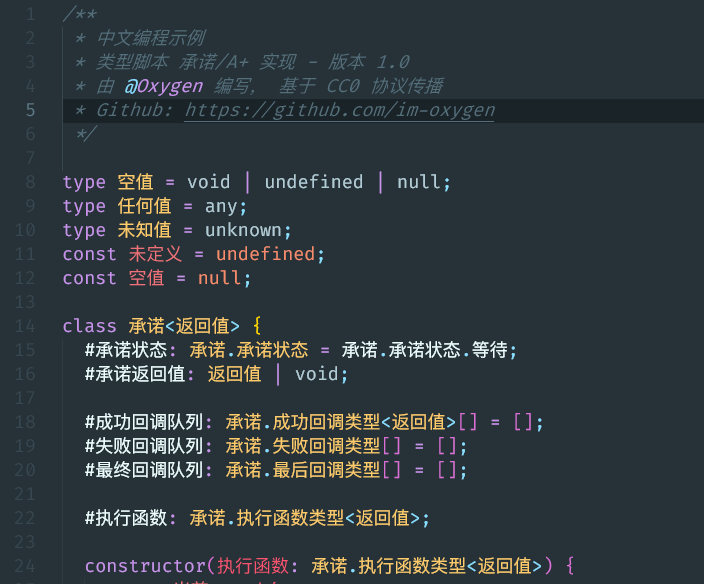 1 /**
2 * 中文编程示例
3 * 类型脚本 承诺/A+ 实现 - 版本 1.0
4 * 由 @Oxygen 编写， 基于 CC0 协议传播
5 * Github: https://github.com/im-oxygen
6 */
7
8 type 空值 = void | undefined | null;
9 type 任何值 = any;
10 type 未知值 = unknown;
11 const 未定义 = undefined;
12 const 空值 = null;
13
14 class 承诺<返回值> {
15 #承诺状态: 承诺.承诺状态 = 承诺.承诺状态.等待;
16 #承诺返回值: 返回值 | void;
17
18 #成功回调队列: 承诺.成功回调类型<返回值>[] = [];
19 #失败回调队列: 承诺.失败回调类型[] = [];
20 #最终回调队列: 承诺.最后回调类型[] = [];
21
22 #执行函数: 承诺.执行函数类型<返回值>;
23
24 constructor(执行函数: 承诺.执行函数类型<返回值>) {